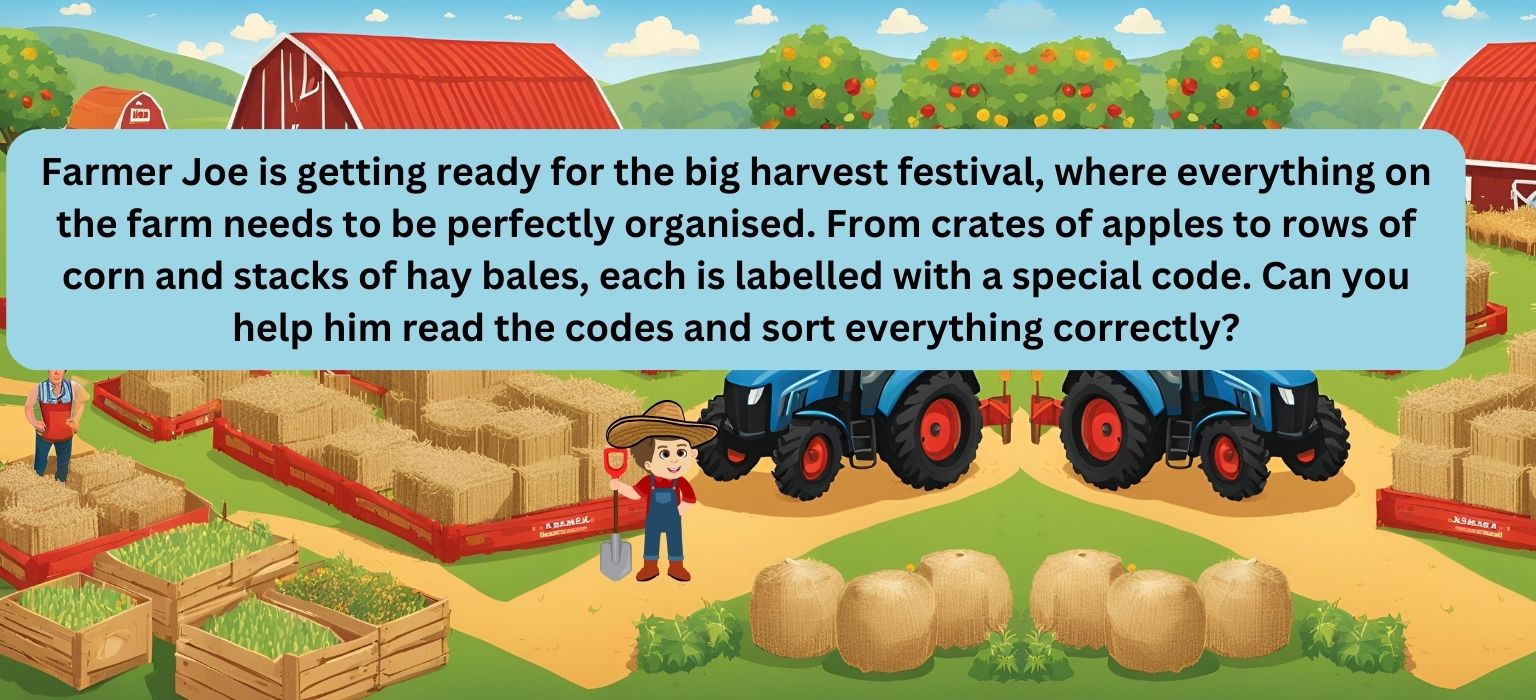 Farmer Joe is getting ready for the big harvest festival, where everything on
the farm needs to be perfectly organised. From crates of apples to rows of
corn and stacks of hay bales, each is labelled with a special code. Can you
help him read the codes and sort everything correctly?